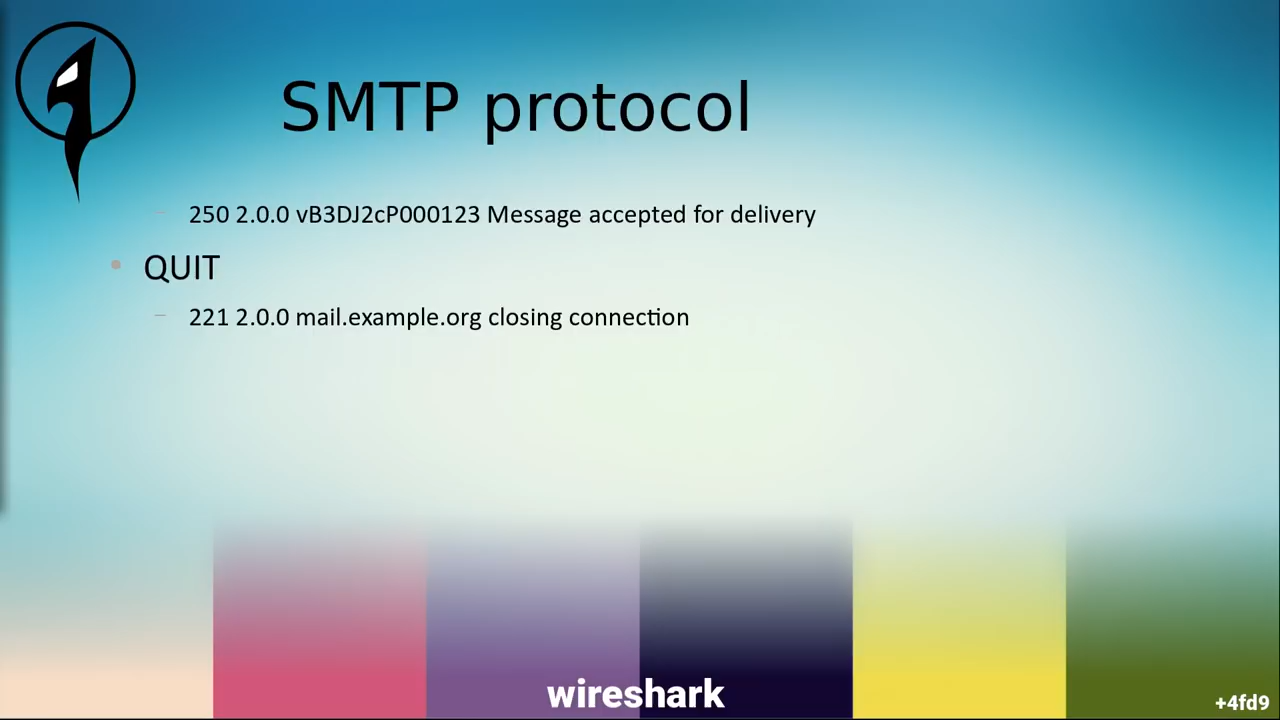 SMTP protocol
250 2.0.0 vB3DJ2cP000123 Message accepted for delivery
QUIT
221 2.0.0 mail.example.org closing connection
wireshark
+4fd9